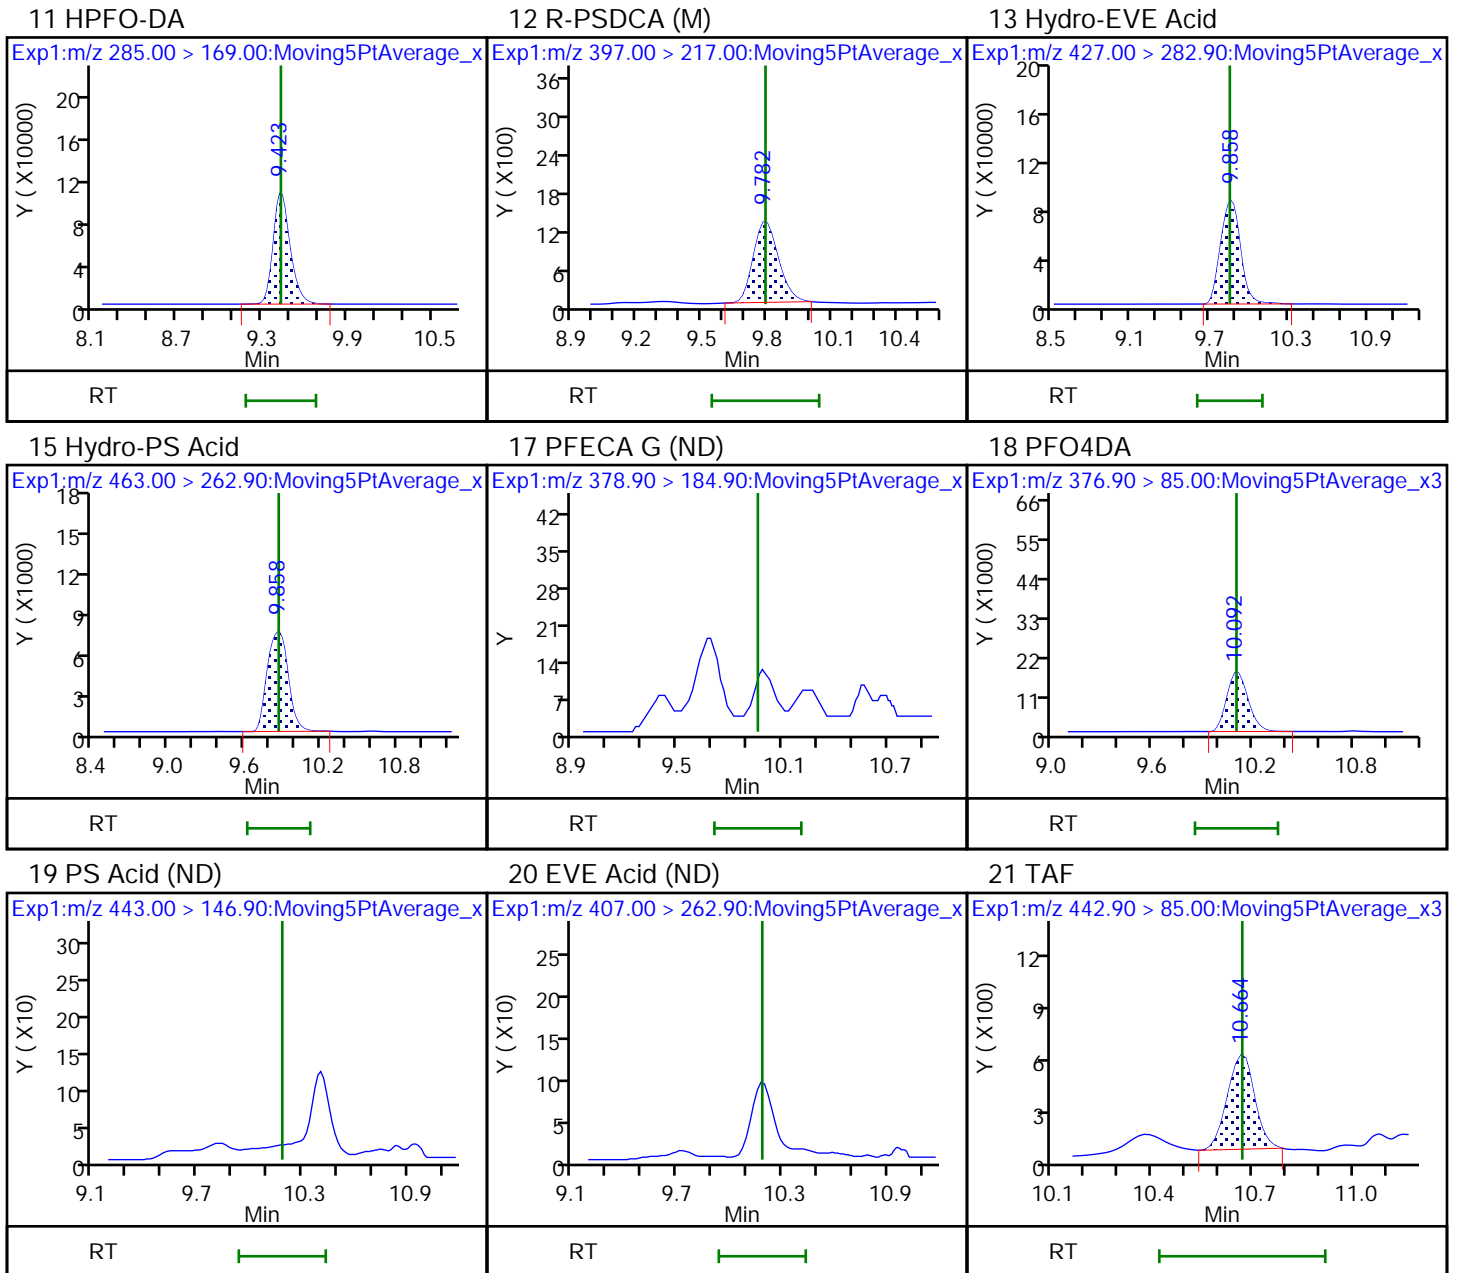 11 HPFO-DA
Exp1:m/z 285.00 > 169.00:Moving5PtAverage_x
Y ( X10000)
20
16
12
8
4
0
9.423
8.1 8.7 9.3 9.9 10.5
Min
RT
12 R-PSDCA (M)
Exp1:m/z 397.00 > 217.00:Moving5PtAverage_x
Y ( X100)
36
30
24
18
12
6
0
9.782
8.9 9.2 9.5 9.8 10.1 10.4
Min
RT
13 Hydro-EVE Acid
Exp1:m/z 427.00 > 282.90:Moving5PtAverage_x
Y ( X10000)
20
16
12
8
4
0
9.858
8.5 9.1 9.7 10.3 10.9
Min
RT
15 Hydro-PS Acid
Exp1:m/z 463.00 > 262.90:Moving5PtAverage_x
Y ( X1000)
18
15
12
9
6
3
0
9.858
8.4 9.0 9.6 10.2 10.8
Min
RT
17 PFECA G (ND)
Exp1:m/z 378.90 > 184.90:Moving5PtAverage_x
Y
42
35
28
21
14
7
0
8.9 9.5 10.1 10.7
Min
RT
18 PFO4DA
Exp1:m/z 376.90 > 85.00:Moving5PtAverage_x3
Y ( X1000)
66
55
44
33
22
11
0
10.092
9.0 9.6 10.2 10.8
Min
RT
19 PS Acid (ND)
Exp1:m/z 443.00 > 146.90:Moving5PtAverage_x
Y ( X10)
30
25
20
15
10
5
0
9.1 9.7 10.3 10.9
Min
RT
20 EVE Acid (ND)
Exp1:m/z 407.00 > 262.90:Moving5PtAverage_x
Y ( X10)
25
20
15
10
5
0
9.1 9.7 10.3 10.9
Min
RT
21 TAF
Exp1:m/z 442.90 > 85.00:Moving5PtAverage_x3
Y ( X100)
12
9
6
3
0
10.664
10.1 10.4 10.7 11.0
Min
RT